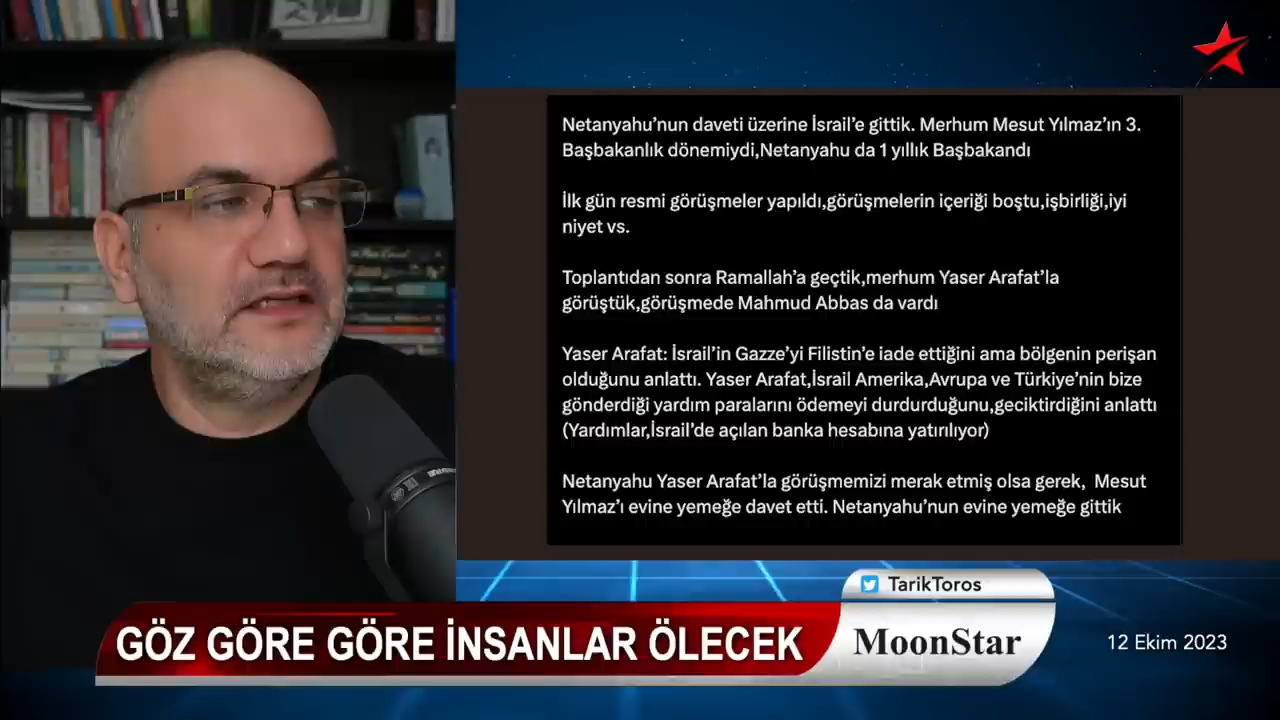 Netanyahu’nun daveti üzerine İsrail’e gittik. Merhum Mesut Yılmaz’ın 3.
Başbakanlık dönemiydi,Netanyahu da 1 yıllık Başbakandı
İlk gün resmi görüşmeler yapıldı,görüşmelerin içeriği boştu,işbirliği,iyi
niyet vs.
Toplantıdan sonra Ramallah’a geçtik,merhum Yaser Arafat’la
görüştük,görüşmede Mahmud Abbas da vardı
Yaser Arafat: İsrail’in Gazze’yi Filistin’e iade ettiğini ama bölgenin perişan
olduğunu anlattı. Yaser Arafat,İsrail Amerika,Avrupa ve Türkiye’nin bize
gönderdiği yardım paralarını ödemeyi durdurduğunu,geciktirdiğini anlattı
(Yardımlar,İsrail’de açılan banka hesabına yatırılıyor)
Netanyahu Yaser Arafat’la görüşmemizi merak etmiş olsa gerek, Mesut
Yılmaz’ı evine yemeğe davet etti. Netanyahu’nun evine yemeğe gittik
TarikToros
GÖZ GÖRE GÖRE İNSANLAR ÖLECEK
MoonStar
12 Ekim 2023